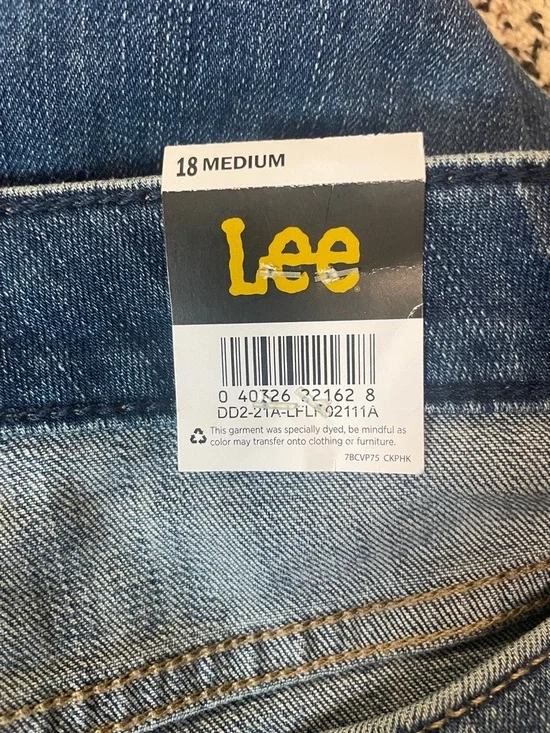 18 MEDIUM
Lee
®
0 40326 22162 8
This garment was specially dyed, be mindful as
color may transfer onto clothing or furniture.
7BCVP75 CKPHK